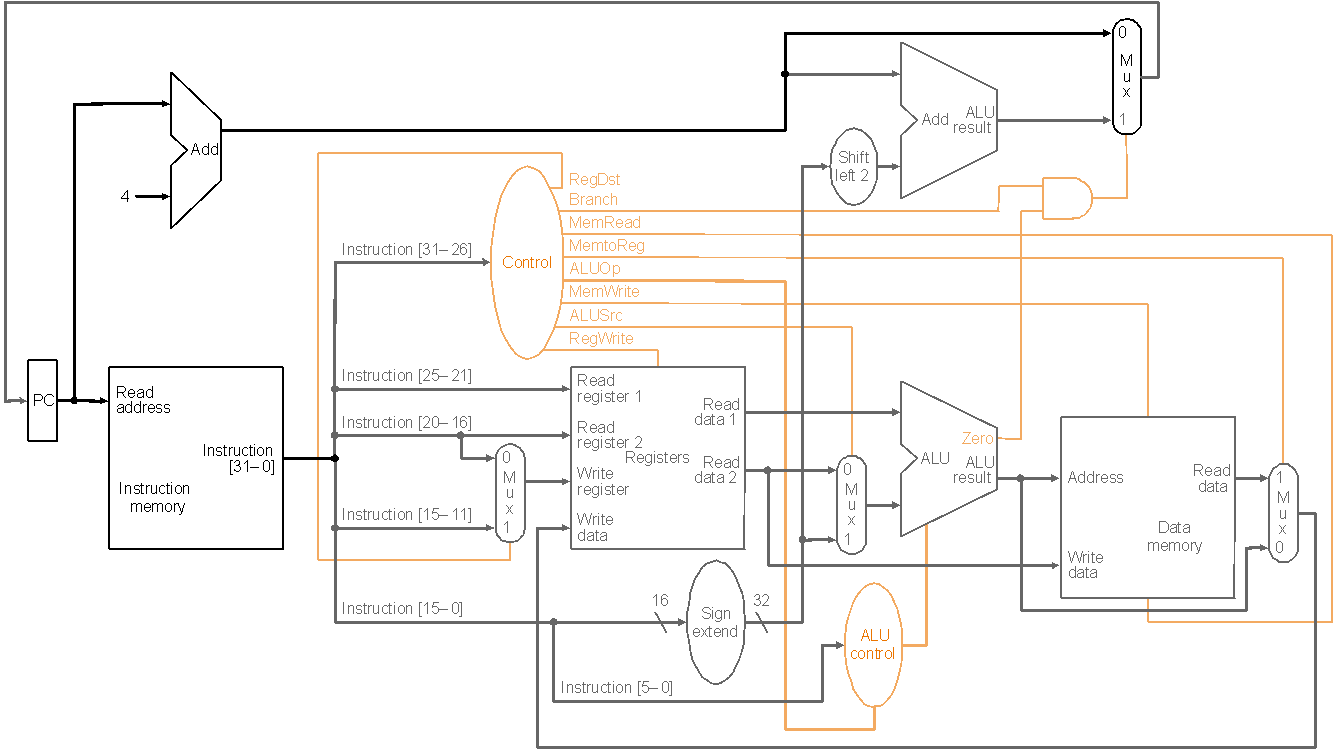 0
M
u
x
1
Add
ALU
result
Add
4
Shift
left 2
RegDst
Branch
MemRead
MemtoReg
ALUOp
MemWrite
ALUSrc
RegWrite
Control
Instruction [31–26]
Instruction [25–21]
Instruction [20–16]
Instruction [15–11]
Instruction [15–0]
Instruction [5–0]
PC
Read
address
Instruction
[31–0]
Instruction
memory
0
M
u
x
1
Read
register 1
Read
register 2
Write
register
Write
data
Registers
Read
data 1
Read
data 2
0
M
u
x
1
Zero
ALU
ALU
result
Address
Write
data
Read
data
Data
memory
1
M
u
x
0
16
Sign
extend
32
ALU
control